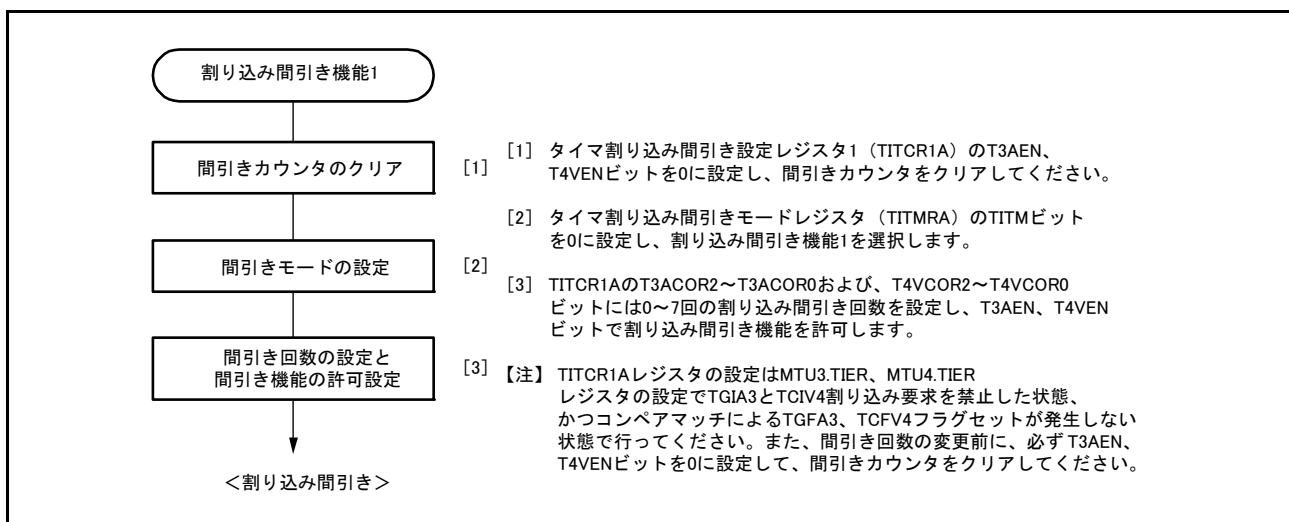 割り込み間引き機能1
間引きカウンタのクリア
[1]
間引きモードの設定
[2]
間引き回数の設定と
間引き機能の許可設定
[3]
<割り込み間引き>
[1] タイマ割り込み間引き設定レジスタ1（TITCR1A）のT3AEN、
T4VENビットを0に設定し、間引きカウンタをクリアしてください。
[2] タイマ割り込み間引きモードレジスタ（TITMRA）のTITMビット
を0に設定し、割り込み間引き機能1を選択します。
[3] TITCR1AのT3ACOR2～T3ACOR0および、T4VCOR2～T4VCOR0
ビットには0～7回の割り込み間引き回数を設定し、T3AEN、T4VEN
ビットで割り込み間引き機能を許可します。
【注】 TITCR1Aレジスタの設定はMTU3.TIER、MTU4.TIER
レジスタの設定でTGIA3とTCIV4割り込み要求を禁止した状態、
かつコンペアマッチによるTGFA3、TCFV4フラグセットが発生しない
状態で行ってください。また、間引き回数の変更前に、必ずT3AEN、
T4VENビットを0に設定して、間引きカウンタをクリアしてください。